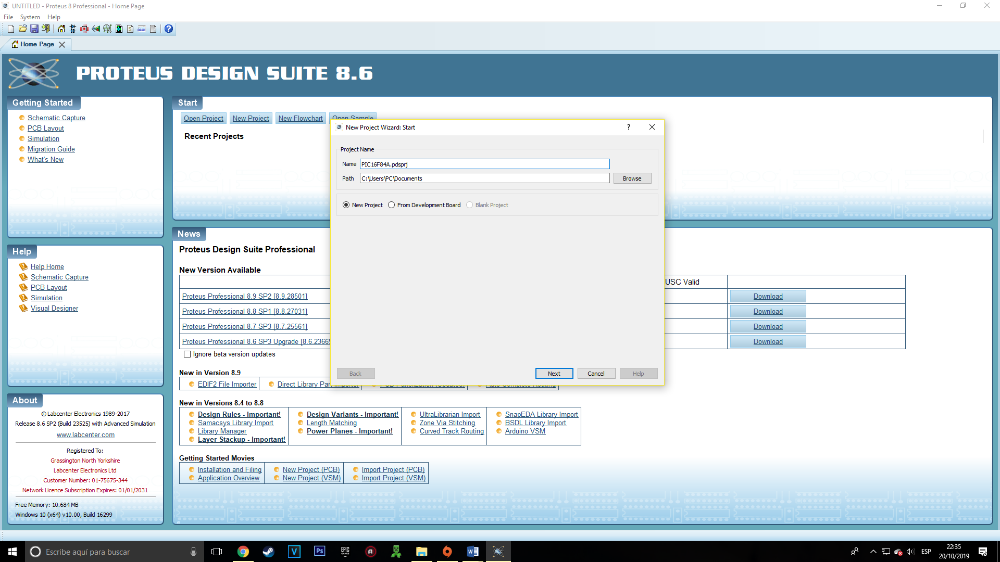 UNTITLED - Proteus 8 Professional - Home Page
File System Help
Home Page
PROTEUS DESIGN SUITE 8.6
Getting Started
Schematic Capture
PCB Layout
Simulation
Migration Guide
What's New
Help
Help Home
Schematic Capture
PCB Layout
Simulation
Visual Designer
About
© Labcenter Electronics 1989-2017
Release 8.6 SP2 (Build 23525) with Advanced Simulation
www.labcenter.com
Registered To:
Grassington North Yorkshire
Labcenter Electronics Ltd
Customer Number: 01-75675-344
Network Licence Subscription Expires: 01/01/2031
Free Memory: 10.684 MB
Windows 10 (x64) v10.00, Build 16299
Start
Open Project New Project New Flowchart Open Sample
Recent Projects
New Project Wizard: Start
?
Project Name
Name PIC16F84A.pdsprj
Path C:\Users\PC\Documents Browse
New Project From Development Board Blank Project
Back Next Cancel Help
News
Proteus Design Suite Professional
New Version Available
USC Valid
Proteus Professional 8.9 SP2 [8.9.28501] Download
Proteus Professional 8.8 SP1 [8.8.27031] Download
Proteus Professional 8.7 SP3 [8.7.25561] Download
Proteus Professional 8.6 SP3 Upgrade [8.6.23669 Download
Ignore beta version updates
New in Version 8.9
EDIF2 File Importer Direct Library Part Importer PCB Panelization (Updated) Auto Complete Routing
New in Versions 8.4 to 8.8
Design Rules - Important! Design Variants - Important! UltraLibrarian Import SnapEDA Library Import
Samacsys Library Import Length Matching Zone Via Stitching BSDL Library Import
Library Manager Power Planes - Important! Curved Track Routing Arduino VSM
Layer Stackup - Important!
Getting Started Movies
Installation and Filing New Project (PCB) Import Project (PCB)
Application Overview New Project (VSM) Import Project (VSM)
Escribe aquí para buscar
ESP
22:35
20/10/2019